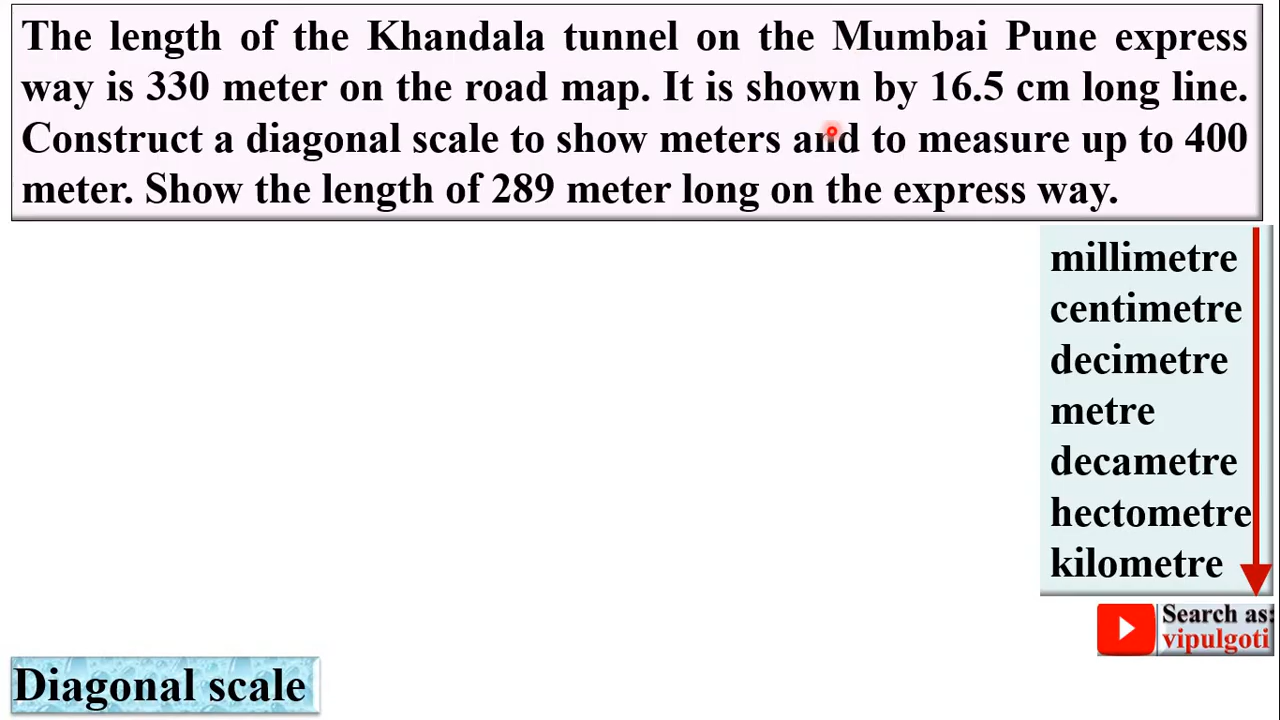 The length of the Khandala tunnel on the Mumbai Pune express
way is 330 meter on the road map. It is shown by 16.5 cm long line.
Construct a diagonal scale to show meters and to measure up to 400
meter. Show the length of 289 meter long on the express way.
millimetre
centimetre
decimetre
metre
decametre
hectometre
kilometre
Search as:
vipulgoti
Diagonal scale